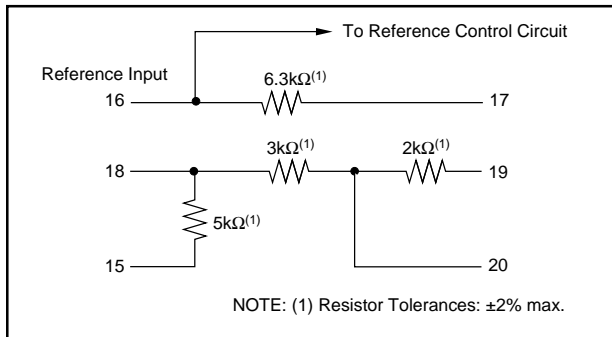 To Reference Control Circuit
Reference Input
6.3kΩ(1)
16
17
3kΩ(1)
2kΩ(1)
18
19
5kΩ(1)
15
20
NOTE: (1) Resistor Tolerances: ±2% max.